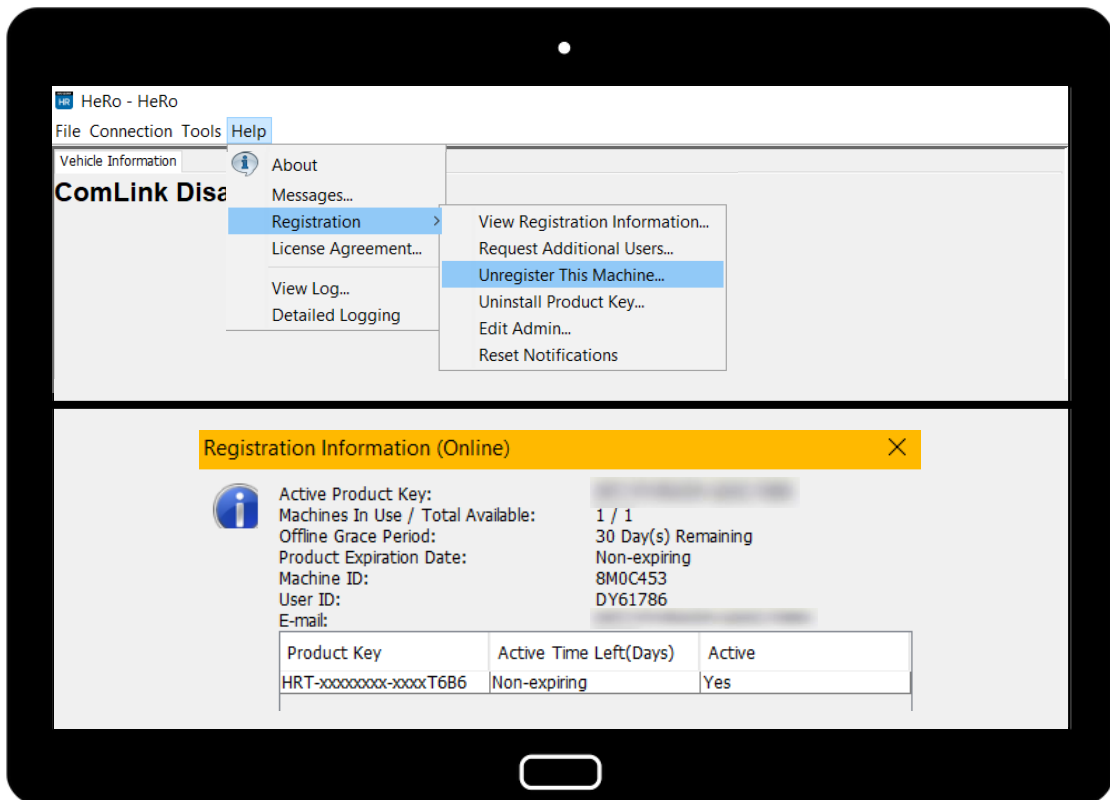 HR
HeRo - HeRo
File Connection Tools Help
Vehicle Information
ComLink Disa
About
Messages...
Registration
License Agreement...
View Log...
Detailed Logging
View Registration Information...
Request Additional Users...
Unregister This Machine...
Uninstall Product Key...
Edit Admin...
Reset Notifications
Registration Information (Online)
Active Product Key:
Machines In Use / Total Available: 1 / 1
Offline Grace Period: 30 Day(s) Remaining
Product Expiration Date: Non-expiring
Machine ID: 8M0C453
User ID: DY61786
E-mail:
Product Key Active Time Left(Days) Active
HRT-xxxxxxxx-xxxxT6B6 Non-expiring Yes